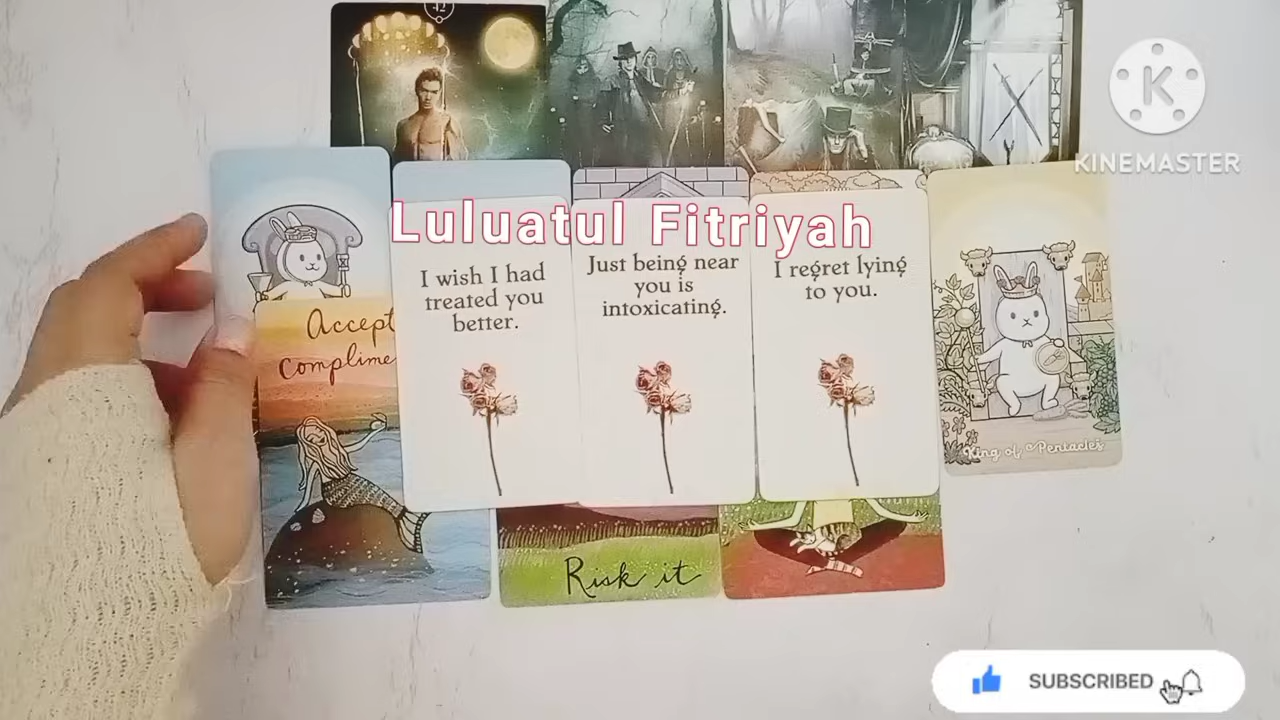 42
K
KINEMASTER
Luluatul Fitriyah
I wish I had
treated you
better.
Just being near
you is
intoxicating.
I regret lying
to you.
Accept
complime
King of Pentacles
Risk it
SUBSCRIBED